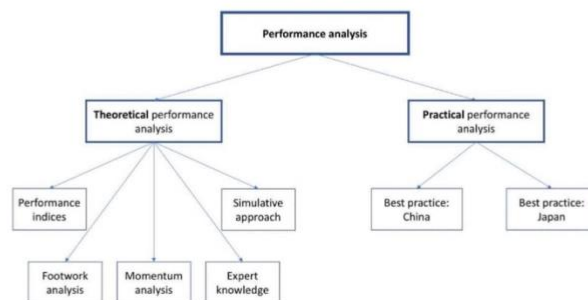 Performance analysis
Theoretical performance
analysis
Practical performance
analysis
Performance
indices
Simulative
approach
Best practice:
China
Best practice:
Japan
Footwork
analysis
Momentum
analysis
Expert
knowledge